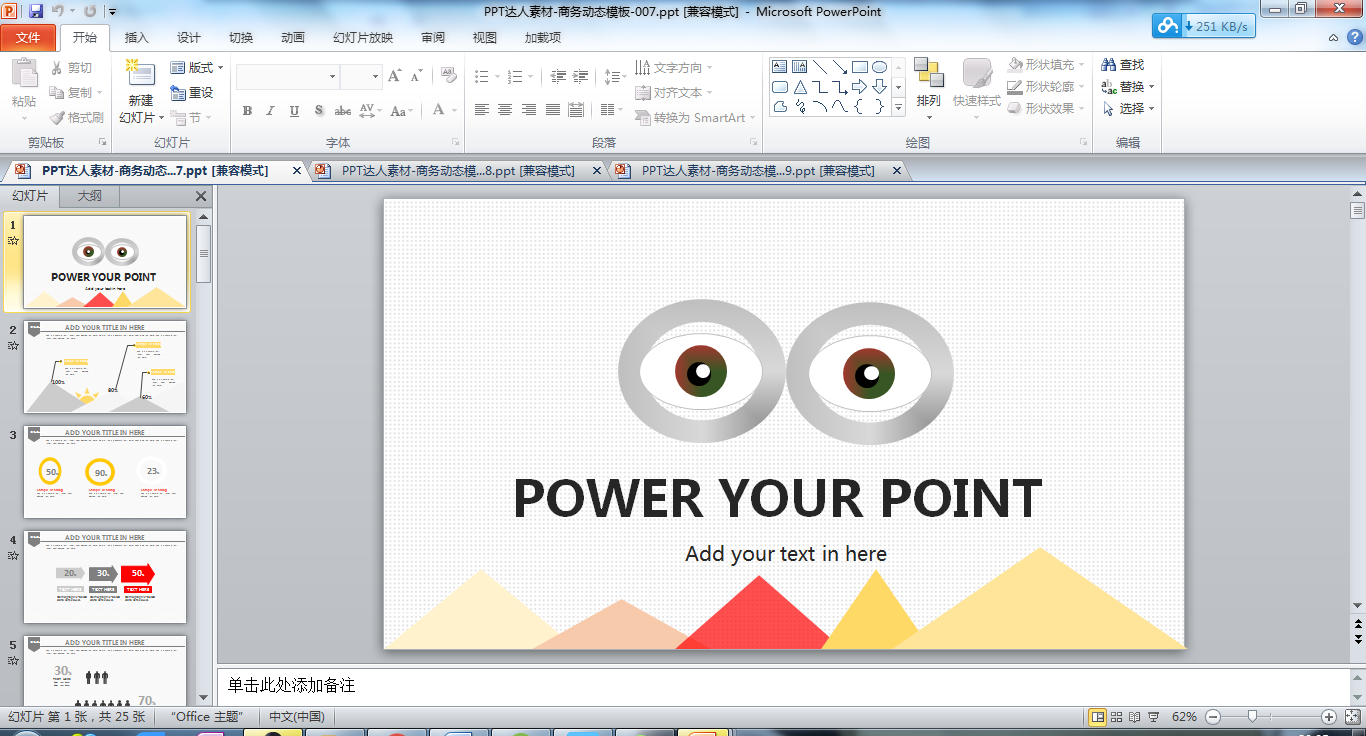 PPT达人素材-商务动态模板-007.ppt [兼容模式] - Microsoft PowerPoint
251 KB/s
文件 开始 插入 设计 切换 动画 幻灯片放映 审阅 视图 加载项
粘贴
剪切
复制
格式刷
剪贴板
新建
幻灯片
版式
重设
节
幻灯片
B I U S abc AV Aa A
字体
文字方向
对齐文本
转换为 SmartArt
段落
排列
快速样式
形状填充
形状轮廓
形状效果
绘图
查找
替换
选择
编辑
PPT达人素材-商务动态...7.ppt [兼容模式]
PPT达人素材-商务动态模...8.ppt [兼容模式]
PPT达人素材-商务动态模...9.ppt [兼容模式]
幻灯片 大纲
1
POWER YOUR POINT
Add your text in here
2
ADD YOUR TITLE IN HERE
100%
80%
60%
3
ADD YOUR TITLE IN HERE
50%
90%
23%
4
ADD YOUR TITLE IN HERE
20%
30%
50%
TEXT HERE
TEXT HERE
TEXT HERE
5
ADD YOUR TITLE IN HERE
30%
70%
POWER YOUR POINT
Add your text in here
单击此处添加备注
幻灯片 第 1 张，共 25 张
“Office 主题”
中文(中国)
62%